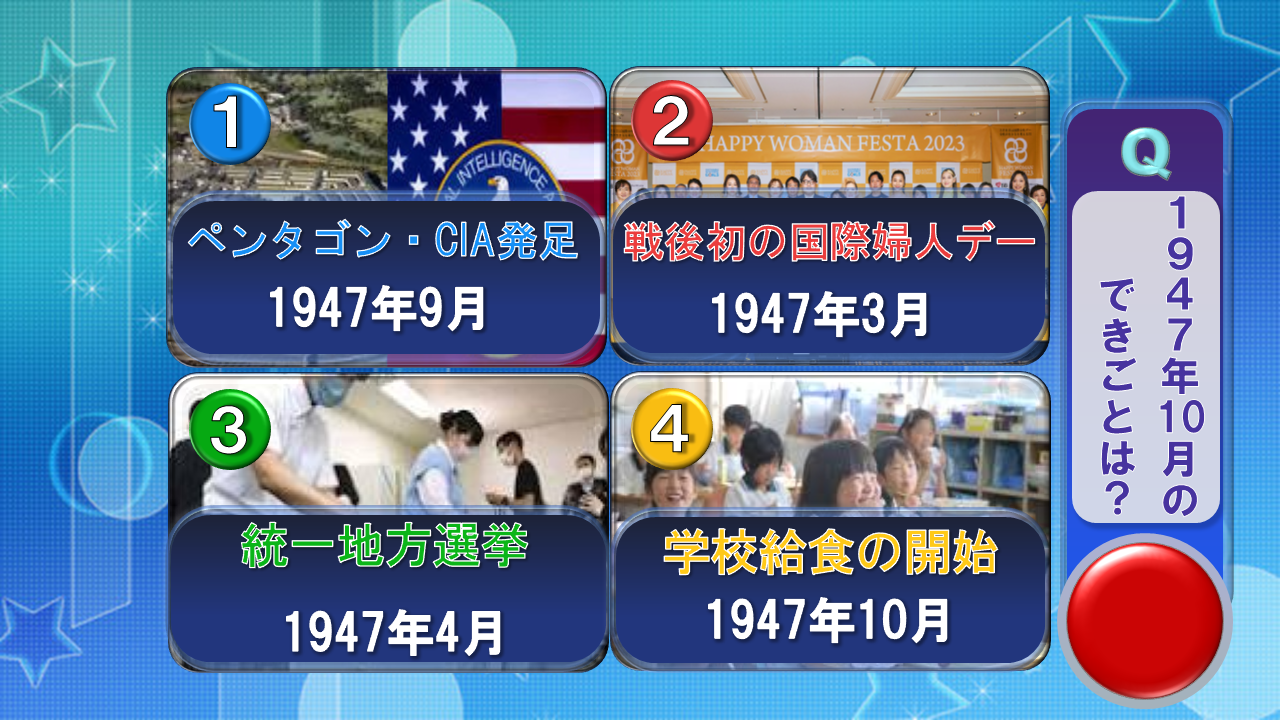 1
ペンタゴン・CIA発足
1947年9月
AL INTELLIGENCE A
2
HAPPY WOMAN FESTA 2023
戦後初の国際婦人デー
1947年3月
3
統一地方選挙
1947年4月
4
学校給食の開始
1947年10月
Q
1947年10月の
できごとは?